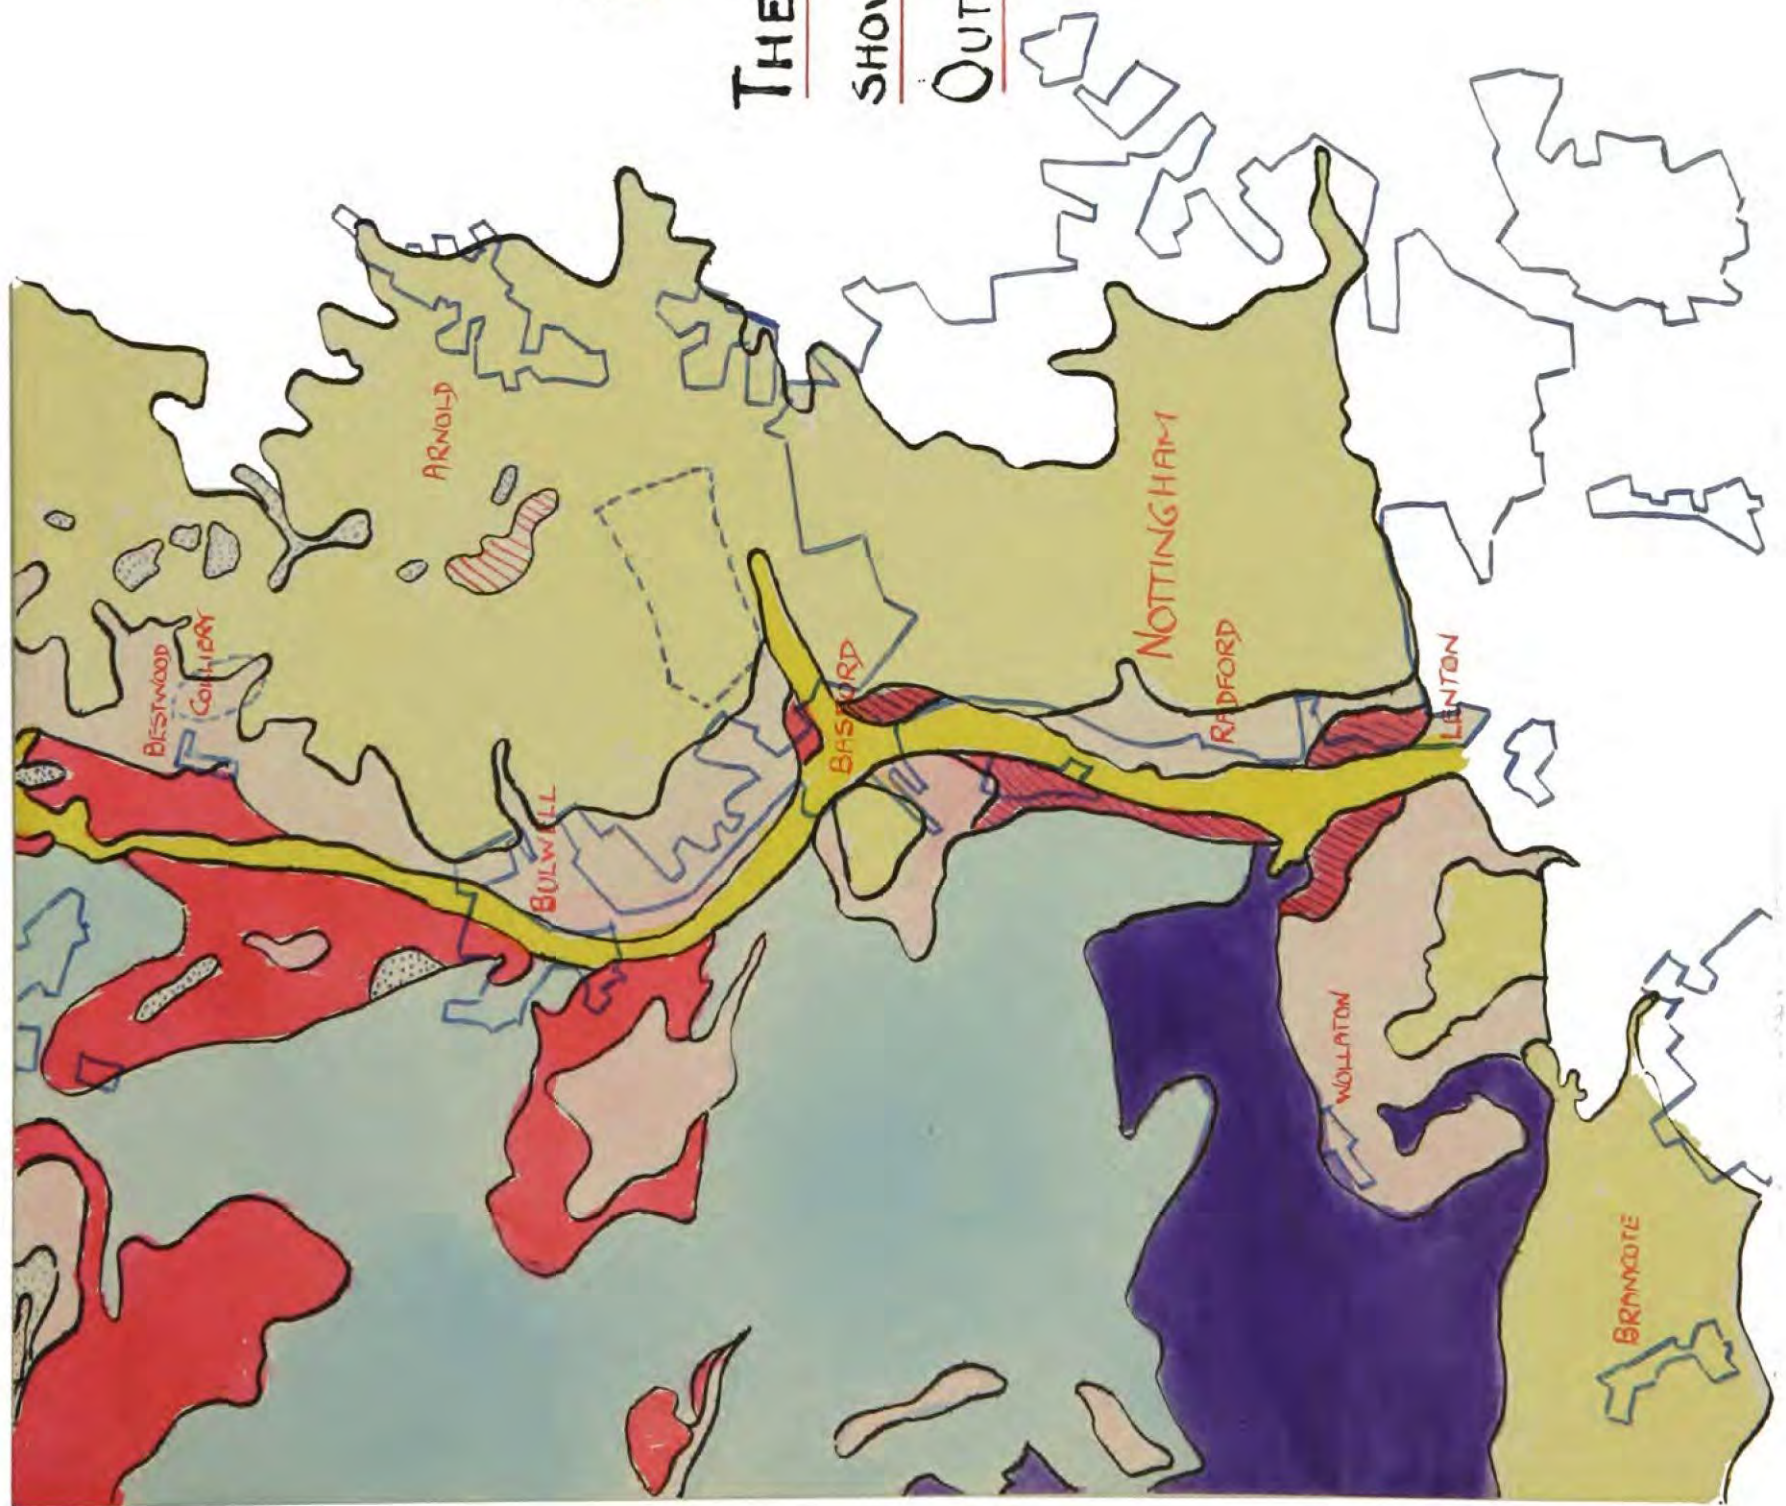 BESTWOOD
COLLIERY
ARNOLD
BULWELL
THE
SHOW
OUT
BASFORD
NOTTINGHAM
RADFORD
WOLLATON
LENTON
BRAMCOTE